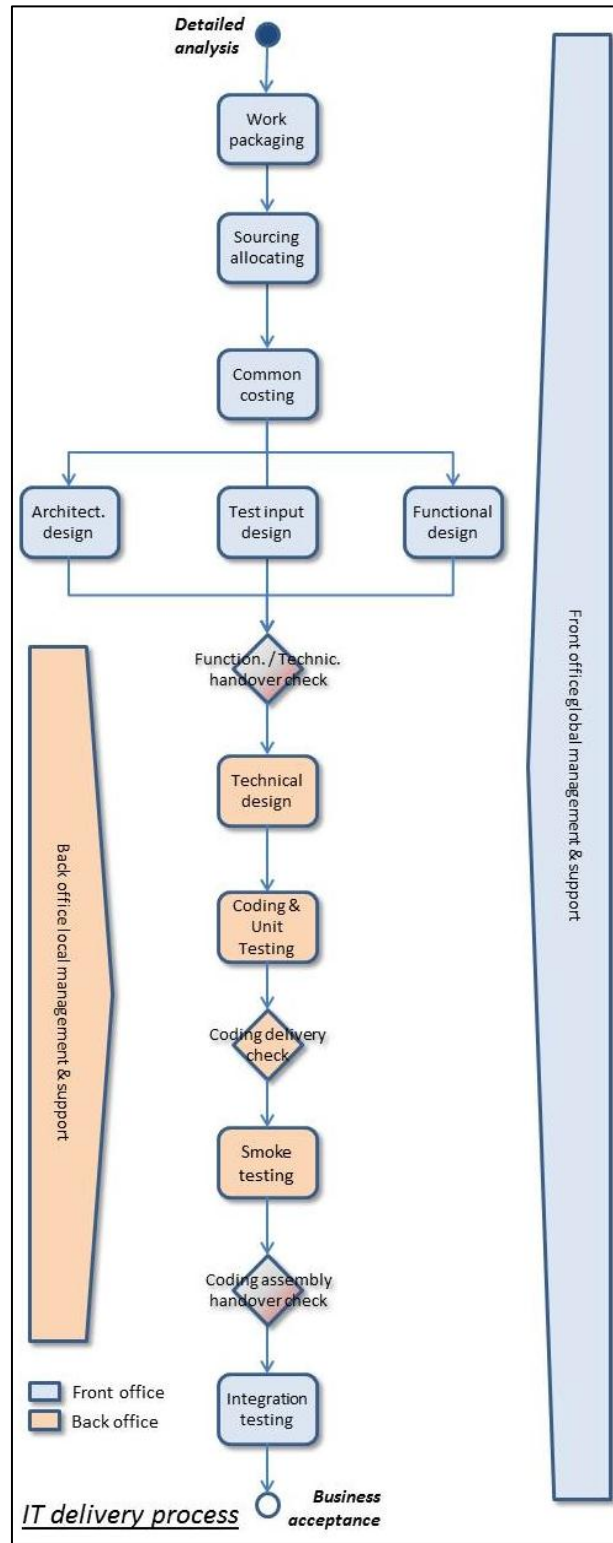 Detailed
analysis
Work
packaging
Sourcing
allocating
Common
costing
Architect.
design
Test input
design
Functional
design
Function. / Technic.
handover check
Technical
design
Coding &
Unit
Testing
Coding delivery
check
Smoke
testing
Coding assembly
handover check
Integration
testing
Business
acceptance
Front office global management & support
Back office local management & support
Front office
Back office
IT delivery process